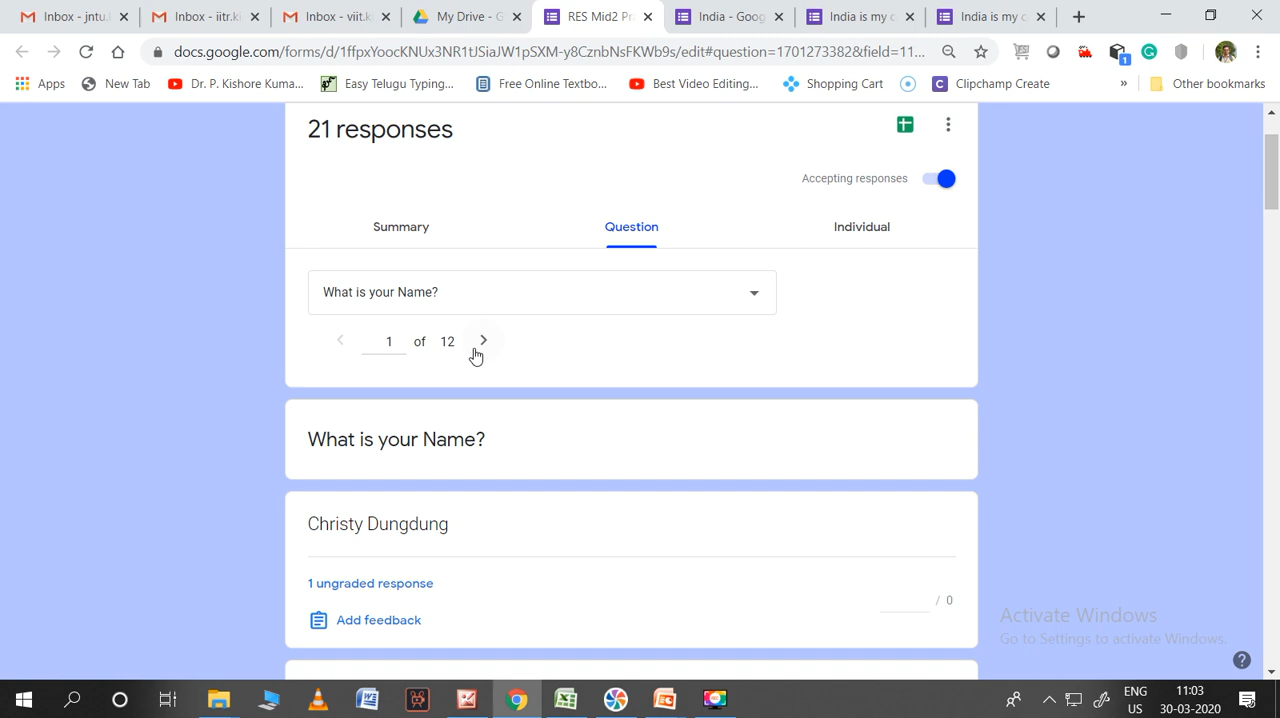 Inbox - jntu.l
Inbox - iitr.k
Inbox - viit.k
My Drive - G
RES Mid2 Pr
India - Goog
India is my c
India is my c
docs.google.com/forms/d/1ffpxYoocKNUx3NR1tJSiaJW1pSXM-y8CznbNsFKWb9s/edit#question=1701273382&field=11...
1
Apps
New Tab
Dr. P. Kishore Kuma...
Easy Telugu Typing...
Free Online Textbo...
Best Video Editing...
Shopping Cart
Clipchamp Create
»
Other bookmarks
21 responses
Accepting responses
Summary
Question
Individual
What is your Name?
1 of 12
What is your Name?
Christy Dungdung
1 ungraded response
/ 0
Add feedback
Activate Windows
Go to Settings to activate Windows.
ENG
US
11:03
30-03-2020